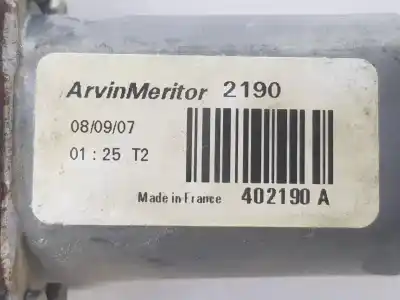 ArvinMeritor 2190
08/09/07
01 : 25 T2
Made in France 402190 A